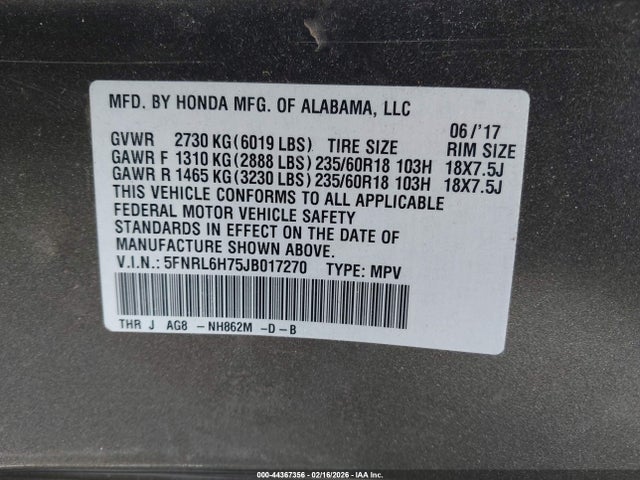 MFD. BY HONDA MFG. OF ALABAMA, LLC
06/'17
GVWR 2730 KG(6019 LBS) TIRE SIZE RIM SIZE
GAWR F 1310 KG(2888 LBS)235/60R18 103H 18X7.5J
GAWR R 1465 KG(3230 LBS)235/60R18 103H 18X7.5J
THIS VEHICLE CONFORMS TO ALL APPLICABLE
FEDERAL MOTOR VEHICLE SAFETY
STANDARDS IN EFFECT ON THE DATE OF
MANUFACTURE SHOWN ABOVE.
V.I.N.: 5FNRL6H75JB017270 TYPE: MPV
THR J AG8 -NH862M -D-B
000-44367356 - 02/16/2026 - IAA Inc.